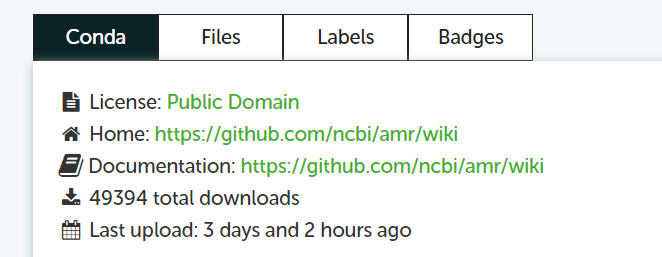 Conda Files Labels Badges
License: Public Domain
Home: https://github.com/ncbi/amr/wiki
Documentation: https://github.com/ncbi/amr/wiki
49394 total downloads
Last upload: 3 days and 2 hours ago